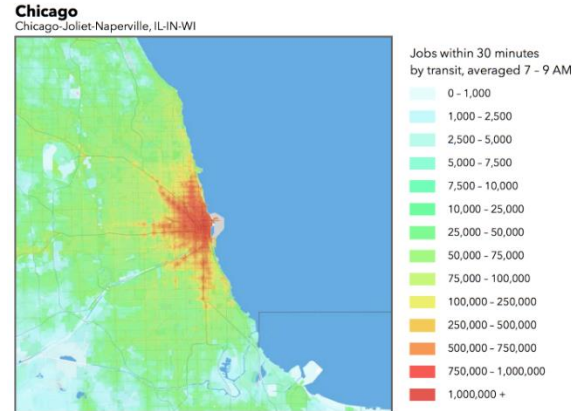 Chicago
Chicago-Joliet-Naperville, IL-IN-WI
Jobs within 30 minutes
by transit, averaged 7 – 9 AM
0 – 1,000
1,000 – 2,500
2,500 – 5,000
5,000 – 7,500
7,500 – 10,000
10,000 – 25,000
25,000 – 50,000
50,000 – 75,000
75,000 – 100,000
100,000 – 250,000
250,000 – 500,000
500,000 – 750,000
750,000 – 1,000,000
1,000,000 +